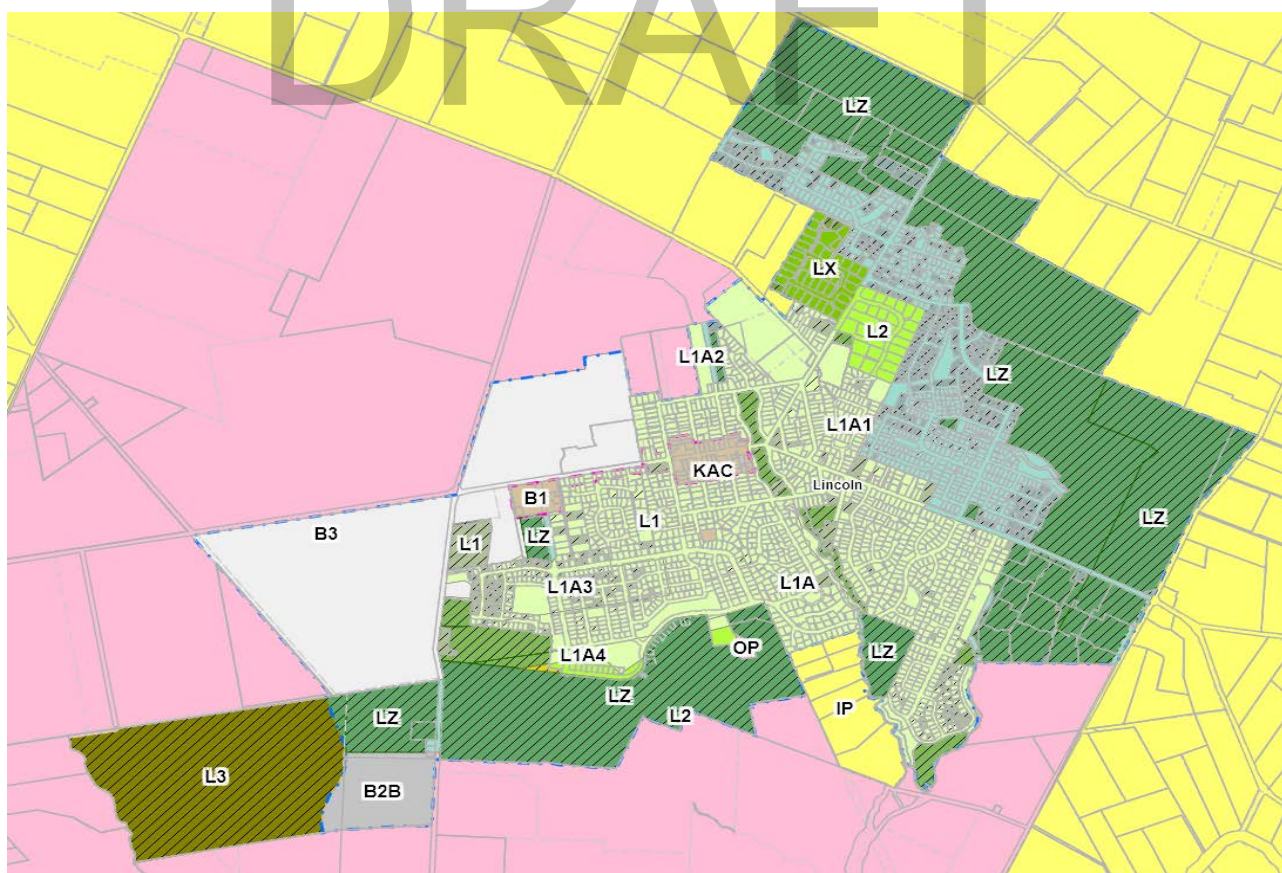 DRAFT
LZ
LX
L2
L1A2
LZ
L1A1
KAC
Lincoln
B1
L1
LZ
B3
L1
LZ
L1A3
L1A
L1A4
OP
LZ
LZ
IP
LZ
L2
L3
B2B